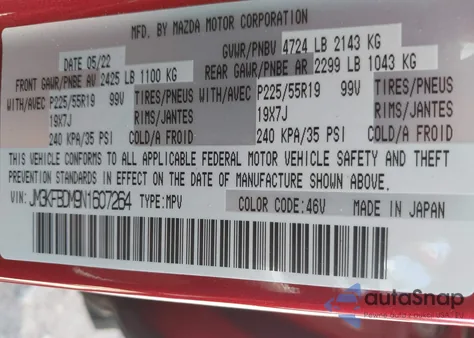 MFD. BY MAZDA MOTOR CORPORATION
DATE 05/22 GVWR/PNBV 4724 LB 2143 KG
FRONT GAWR/PNBE AV 2425 LB 1100 KG REAR GAWR/PNBE AR 2299 LB 1043 KG
WITH/AVEC P225/55R19 99V TIRES/PNEUS WITH/AVEC P225/55R19 99V TIRES/PNEUS
19X7J RIMS/JANTES 19X7J RIMS/JANTES
240 KPA/35 PSI COLD/A FROID 240 KPA/35 PSI COLD/A FROID
THIS VEHICLE CONFORMS TO ALL APPLICABLE FEDERAL MOTOR VEHICLE SAFETY AND THEFT
PREVENTION STANDARDS IN EFFECT ON THE DATE OF MANUFACTURE SHOWN ABOVE.
VIN: JM3KFBDM9N1607264 TYPE: MPV COLOR CODE: 46V MADE IN JAPAN
autoSnap